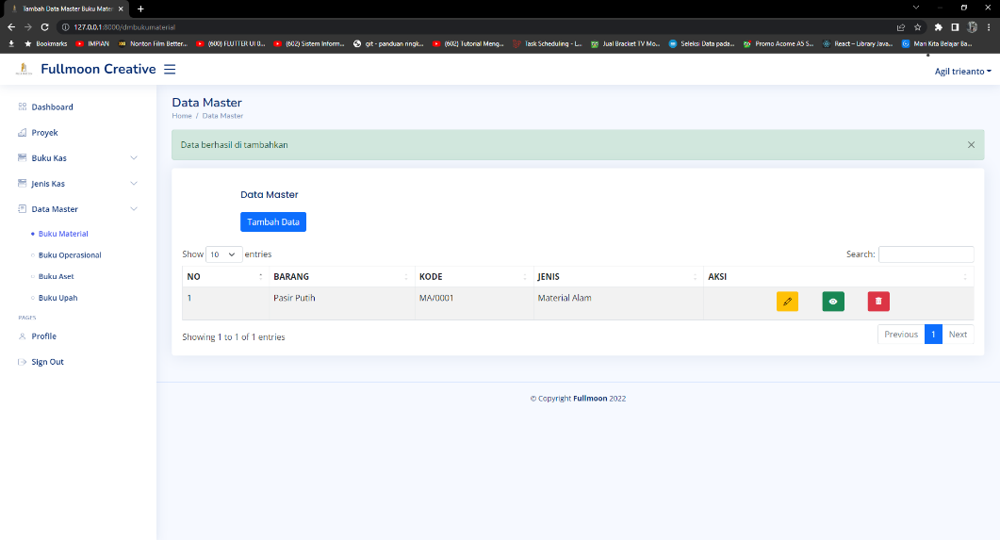 Tambah Data Master Buku Mater
127.0.0.1:8000/dmbukumaterial
Bookmarks
IMPIAN
Nonton Film Better...
(600) FLUTTER UI 0...
(602) Sistem Inform...
git - panduan ringk...
(602) Tutorial Meng...
Task Scheduling - L...
Jual Bracket TV Mo...
Seleksi Data pada...
Promo Acome A5 S...
React – Library Java...
Mari Kita Belajar Ba...
Fullmoon Creative
Agil trieanto
Dashboard
Proyek
Buku Kas
Jenis Kas
Data Master
Buku Material
Buku Operasional
Buku Aset
Buku Upah
PAGES
Profile
Sign Out
Data Master
Home / Data Master
Data berhasil di tambahkan
Data Master
Tambah Data
Show 10 entries
Search:
NO BARANG KODE JENIS AKSI
1 Pasir Putih MA/0001 Material Alam
Showing 1 to 1 of 1 entries
Previous 1 Next
© Copyright Fullmoon 2022